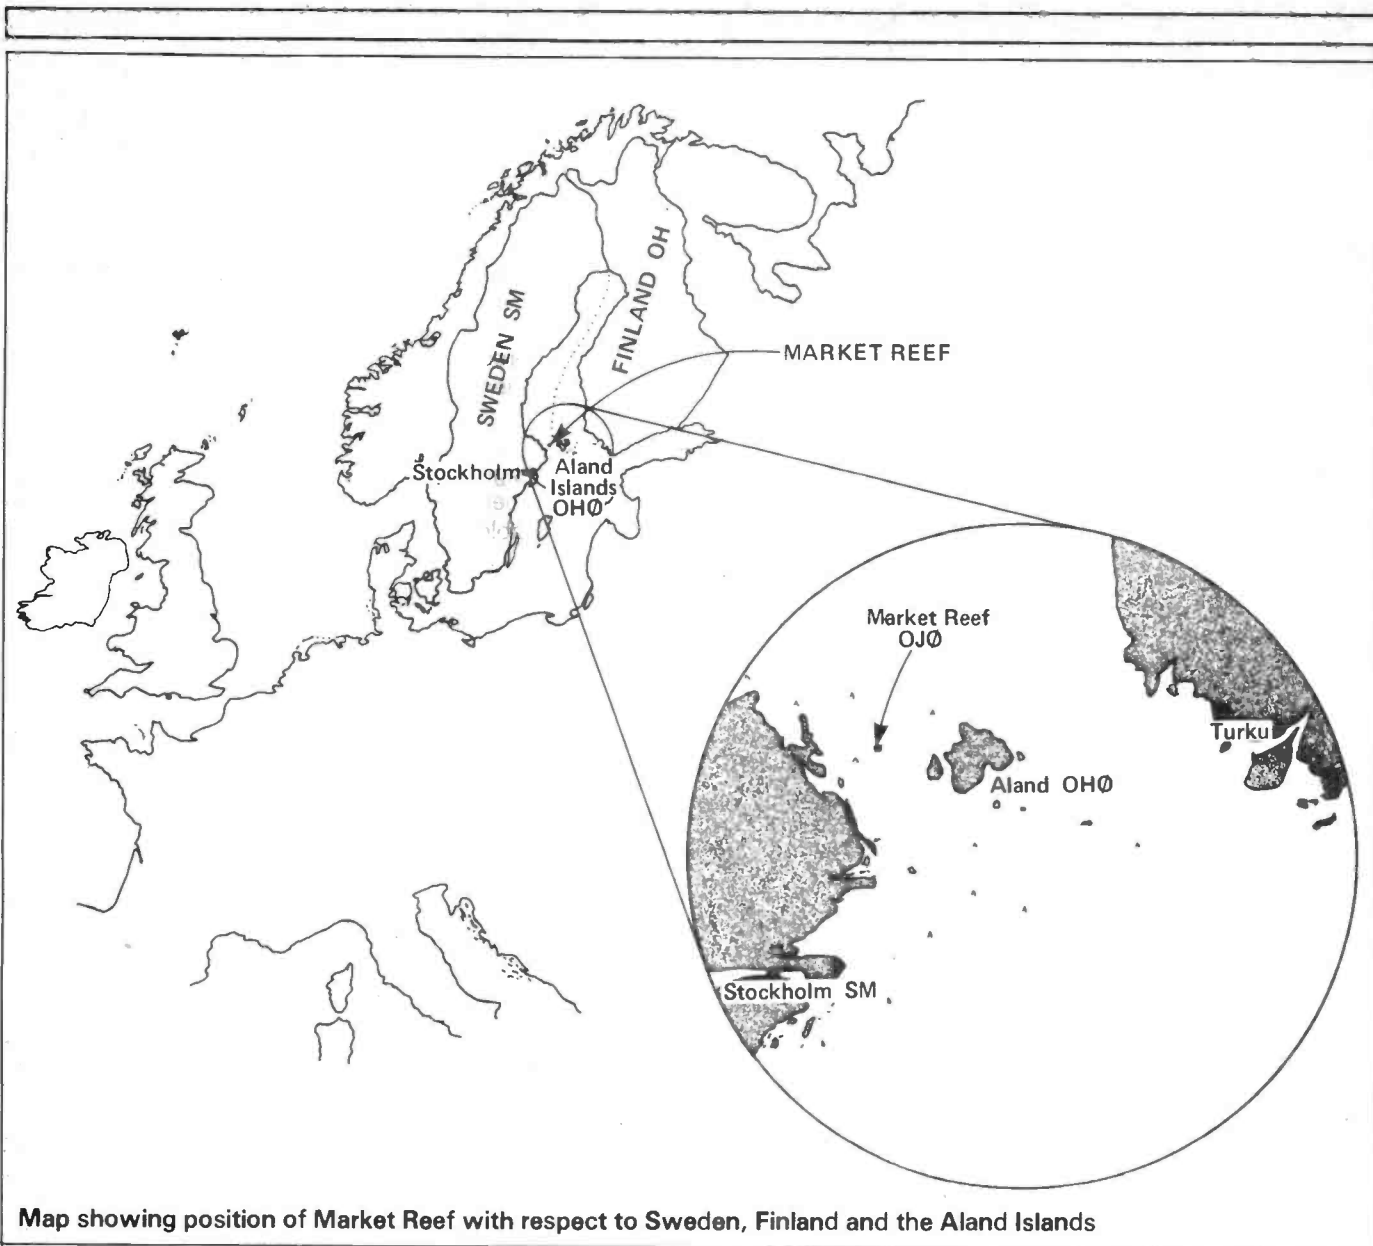 SWEDEN SM
FINLAND OH
MARKET REEF
Stockholm
Aland
Islands
OHØ
Market Reef
OJØ
Turku
Aland OHØ
Stockholm SM
Map showing position of Market Reef with respect to Sweden, Finland and the Aland Islands